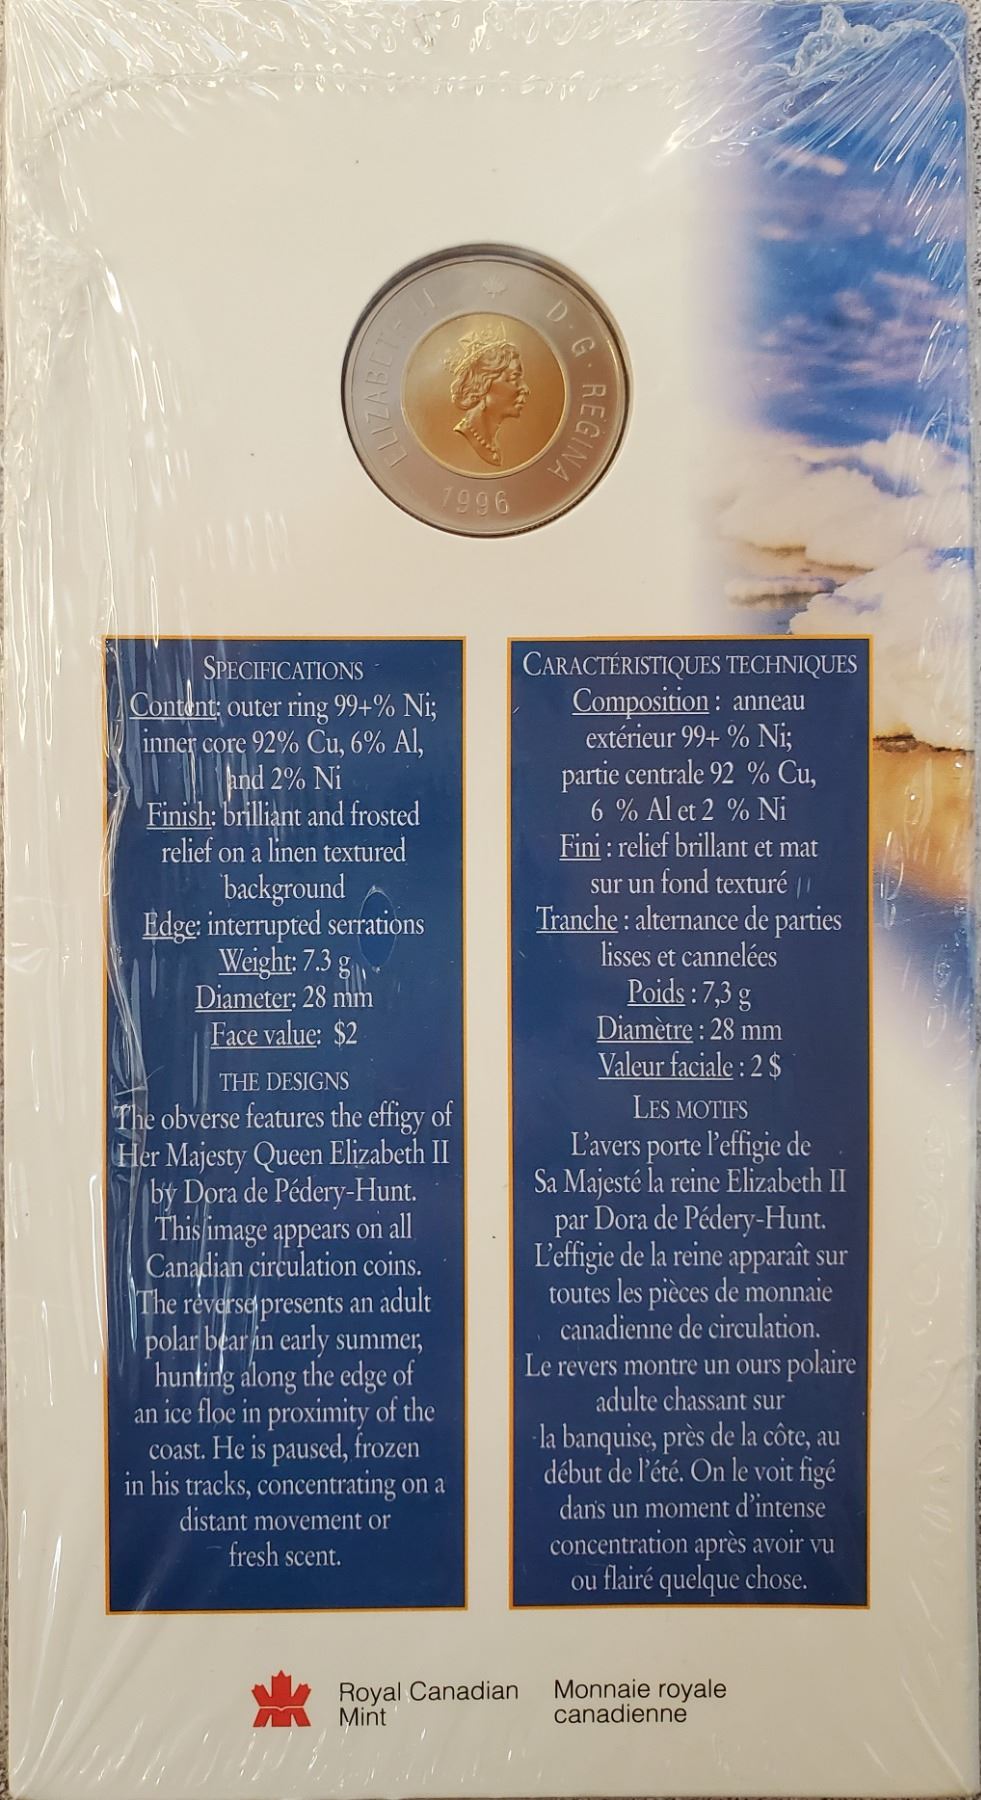 ELIZABETH II D·G·REGINA
1996
SPECIFICATIONS
Content: outer ring 99+% Ni;
inner core 92% Cu, 6% Al,
and 2% Ni
Finish: brilliant and frosted
relief on a linen textured
background
Edge: interrupted serrations
Weight: 7.3 g
Diameter: 28 mm
Face value: $2
THE DESIGNS
The obverse features the effigy of
Her Majesty Queen Elizabeth II
by Dora de Pédery-Hunt.
This image appears on all
Canadian circulation coins.
The reverse presents an adult
polar bear in early summer,
hunting along the edge of
an ice floe in proximity of the
coast. He is paused, frozen
in his tracks, concentrating on a
distant movement or
fresh scent.
CARACTÉRISTIQUES TECHNIQUES
Composition : anneau
extérieur 99+ % Ni;
partie centrale 92 % Cu,
6 % Al et 2 % Ni
Fini : relief brillant et mat
sur un fond texturé
Tranche : alternance de parties
lisses et cannelées
Poids : 7,3 g
Diamètre : 28 mm
Valeur faciale : 2 $
LES MOTIFS
L'avers porte l'effigie de
Sa Majesté la reine Elizabeth II
par Dora de Pédery-Hunt.
L'effigie de la reine apparaît sur
toutes les pièces de monnaie
canadienne de circulation.
Le revers montre un ours polaire
adulte chassant sur
la banquise, près de la côte, au
début de l'été. On le voit figé
dans un moment d'intense
concentration après avoir vu
ou flairé quelque chose.
Royal Canadian
Mint
Monnaie royale
canadienne